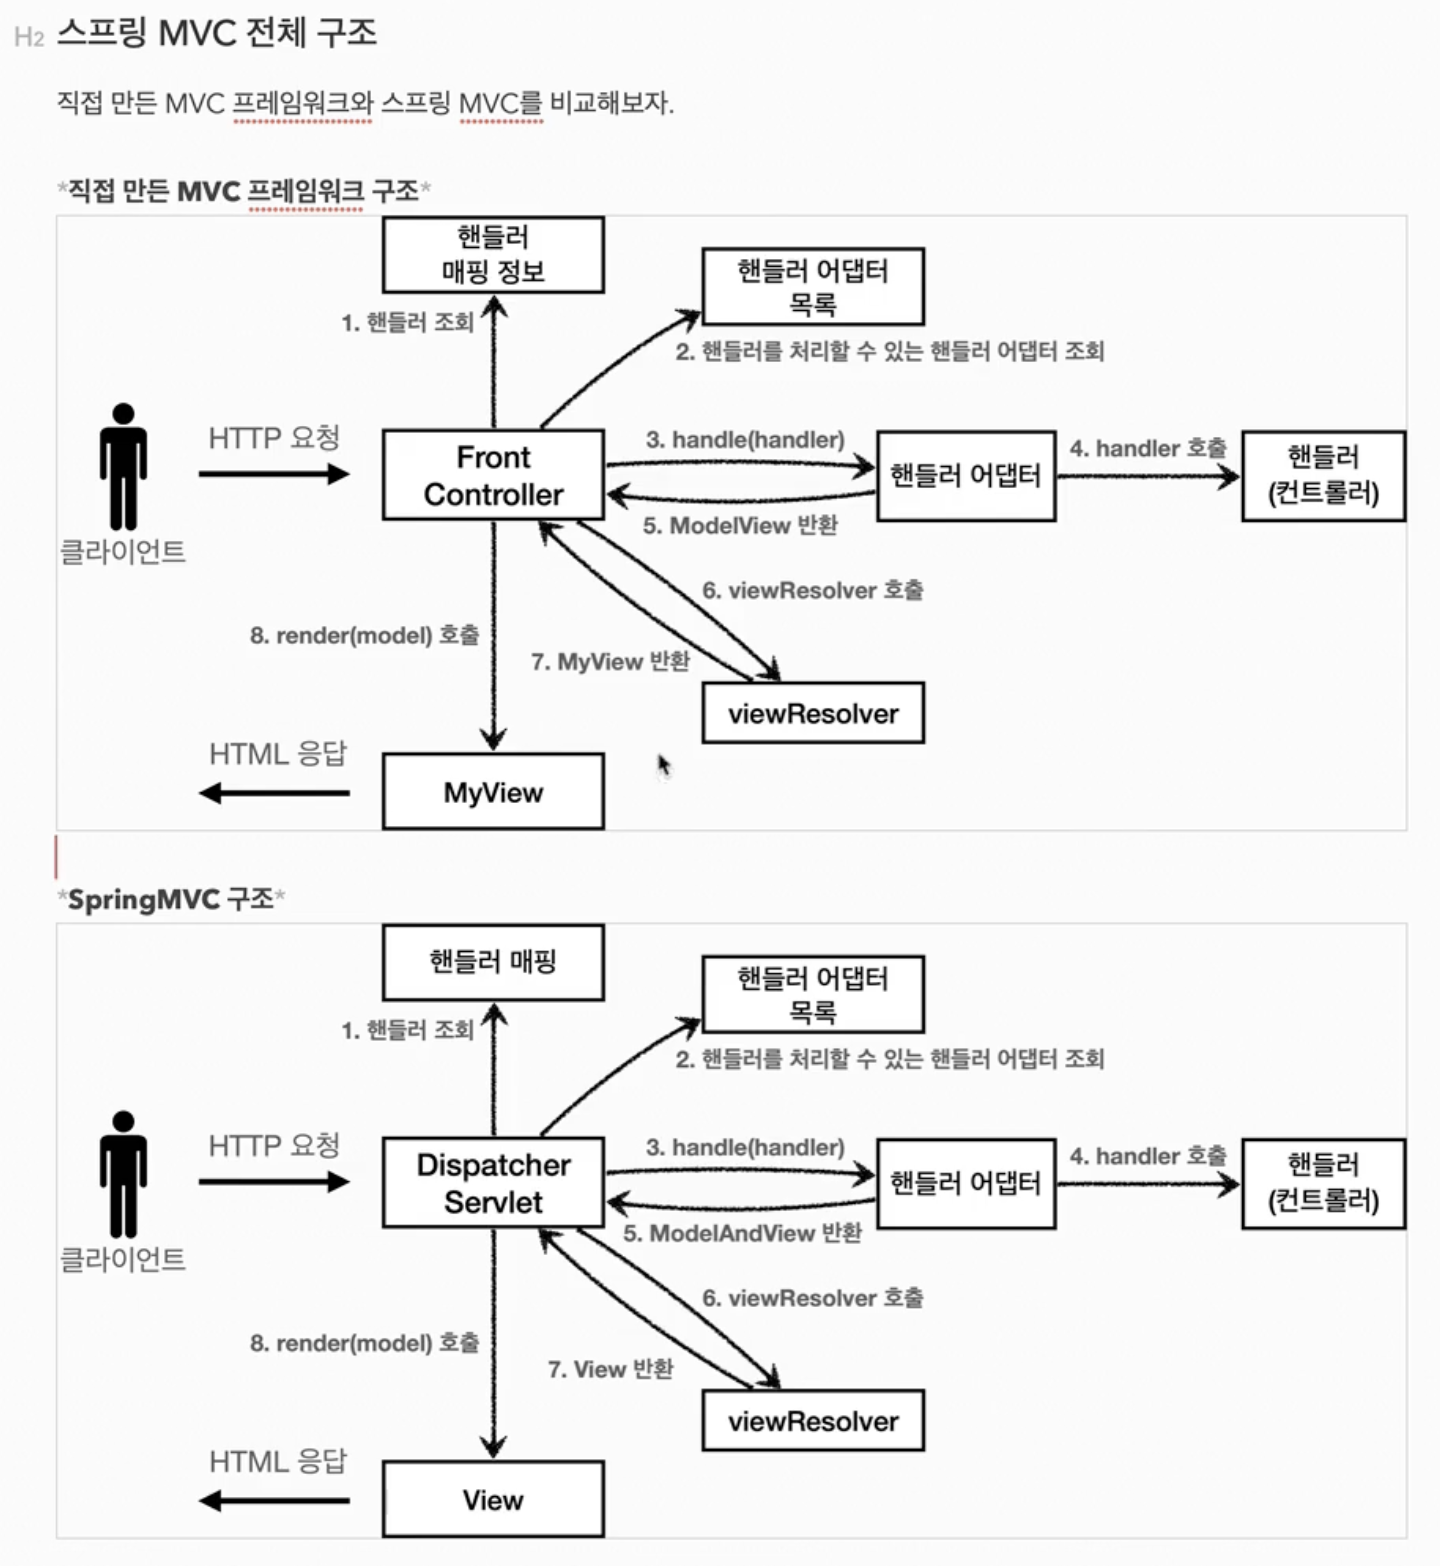 H2 스프링 MVC 전체 구조
직접 만든 MVC 프레임워크와 스프링 MVC를 비교해보자.
*직접 만든 MVC 프레임워크 구조*
핸들러
매핑 정보
핸들러 어댑터
목록
1. 핸들러 조회
2. 핸들러를 처리할 수 있는 핸들러 어댑터 조회
HTTP 요청
Front
Controller
3. handle(handler)
핸들러 어댑터
4. handler 호출
핸들러
(컨트롤러)
5. ModelView 반환
클라이언트
6. viewResolver 호출
8. render(model) 호출
7. MyView 반환
viewResolver
HTML 응답
MyView
*SpringMVC 구조*
핸들러 매핑
핸들러 어댑터
목록
1. 핸들러 조회
2. 핸들러를 처리할 수 있는 핸들러 어댑터 조회
HTTP 요청
Dispatcher
Servlet
3. handle(handler)
핸들러 어댑터
4. handler 호출
핸들러
(컨트롤러)
5. ModelAndView 반환
클라이언트
6. viewResolver 호출
8. render(model) 호출
7. View 반환
viewResolver
HTML 응답
View